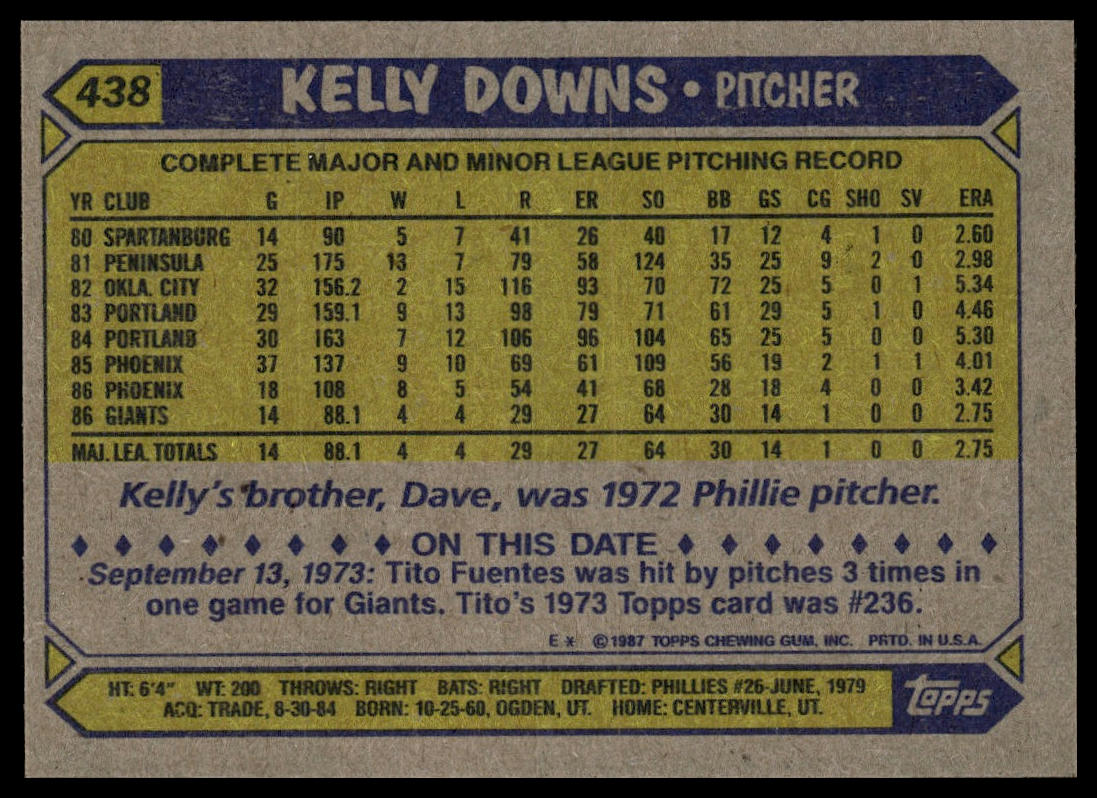 438 KELLY DOWNS • PITCHER
COMPLETE MAJOR AND MINOR LEAGUE PITCHING RECORD
YR CLUB G IP W L R ER SO BB GS CG SHO SV ERA
80 SPARTANBURG 14 90 5 7 41 26 40 17 12 4 1 0 2.60
81 PENINSULA 25 175 13 7 79 58 124 35 25 9 2 0 2.98
82 OKLA. CITY 32 156.2 2 15 116 93 70 72 25 5 0 1 5.34
83 PORTLAND 29 159.1 9 13 98 79 71 61 29 5 1 0 4.46
84 PORTLAND 30 163 7 12 106 96 104 65 25 5 0 0 5.30
85 PHOENIX 37 137 9 10 69 61 109 56 19 2 1 1 4.01
86 PHOENIX 18 108 8 5 54 41 68 28 18 4 0 0 3.42
86 GIANTS 14 88.1 4 4 29 27 64 30 14 1 0 0 2.75
MAJ. LEA. TOTALS 14 88.1 4 4 29 27 64 30 14 1 0 0 2.75
Kelly's brother, Dave, was 1972 Phillie pitcher.
♦ ♦ ♦ ♦ ♦ ♦ ♦ ♦ ON THIS DATE ♦ ♦ ♦ ♦ ♦ ♦ ♦ ♦
September 13, 1973: Tito Fuentes was hit by pitches 3 times in
one game for Giants. Tito's 1973 Topps card was #236.
E * © 1987 TOPPS CHEWING GUM, INC. PRTD. IN U.S.A.
HT: 6'4" WT: 200 THROWS: RIGHT BATS: RIGHT DRAFTED: PHILLIES #26-JUNE, 1979
ACQ: TRADE, 8-30-84 BORN: 10-25-60, OGDEN, UT. HOME: CENTERVILLE, UT.
topps